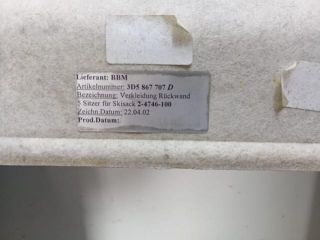 Lieferant: BBM
Artikelnummer: 3D5 867 707 D
Bezeichnung: Verkleidung Rückwand
5 Sitzer für Skisack 2-4746-100
Zeichn.Datum: 22.04.02
Prod.Datum: